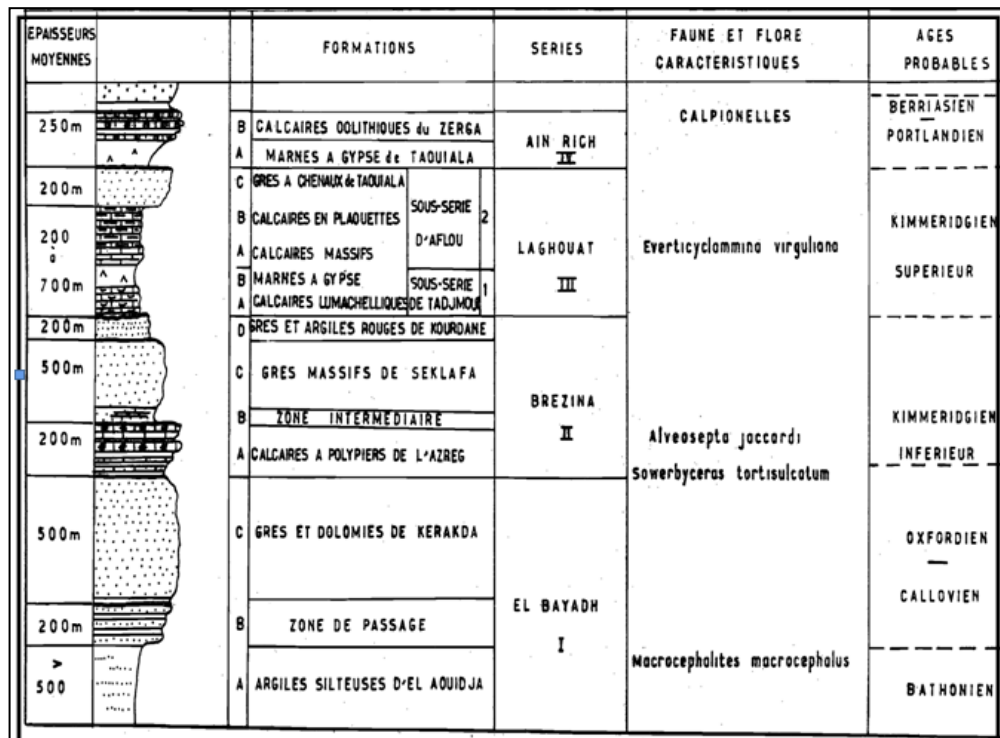 EPAISSEURS MOYENNES
FORMATIONS
SERIES
FAUNE ET FLORE CARACTERISTIQUES
AGES PROBABLES
CALPIONELLES
BERRIASIEN
—
PORTLANDIEN
250m
B CALCAIRES OOLITHIQUES du ZERGA
A MARNES A GYPSE de TAOUIALA
AIN RICH
IV
200m
C GRES A CHENAUX de TAOUIALA
200
à
700m
B CALCAIRES EN PLAQUETTES
A CALCAIRES MASSIFS
SOUS-SERIE D'AFLOU
2
B MARNES A GYPSE
A CALCAIRES LUMACHELLIQUES
SOUS-SERIE DE TADJMOUT
1
LAGHOUAT
III
Everticyclammina virguliana
KIMMERIDGIEN
SUPERIEUR
200m
D GRES ET ARGILES ROUGES DE KOURDANE
500m
C GRES MASSIFS DE SEKLAFA
B ZONE INTERMEDIAIRE
200m
A CALCAIRES A POLYPIERS DE L'AZREG
BREZINA
II
Alveosepta jaccardi
Sowerbyceras tortisulcatum
KIMMERIDGIEN
INFERIEUR
500m
C GRES ET DOLOMIES DE KERAKDA
200m
B ZONE DE PASSAGE
>
500
A ARGILES SILTEUSES D'EL AOUIDJA
EL BAYADH
I
Macrocephalites macrocephalus
OXFORDIEN
—
CALLOVIEN
BATHONIEN